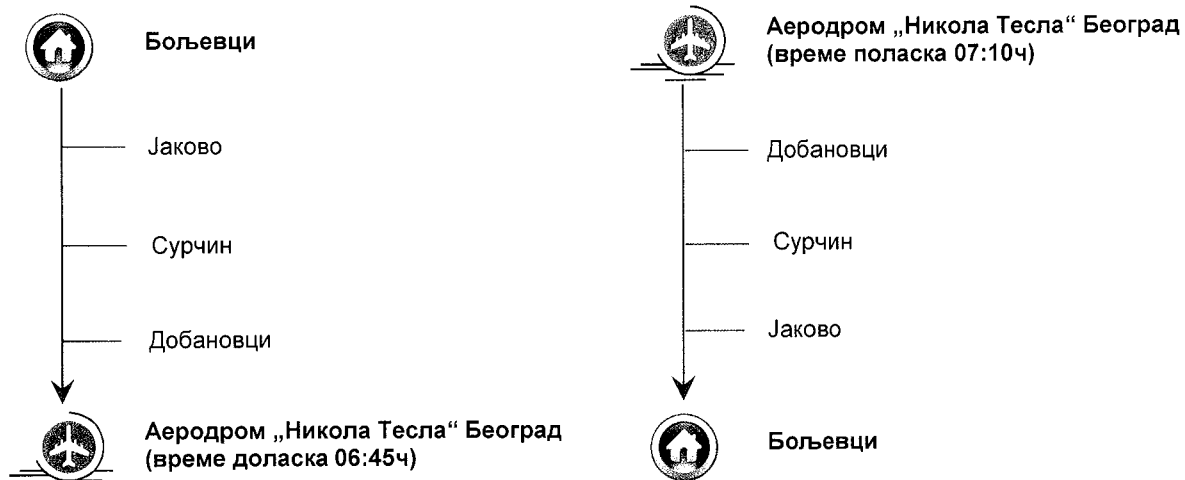 Бољевци
Јаково
Сурчин
Добановци
Аеродром „Никола Тесла“ Београд
(време доласка 06:45ч)
Аеродром „Никола Тесла“ Београд
(време поласка 07:10ч)
Добановци
Сурчин
Јаково
Бољевци